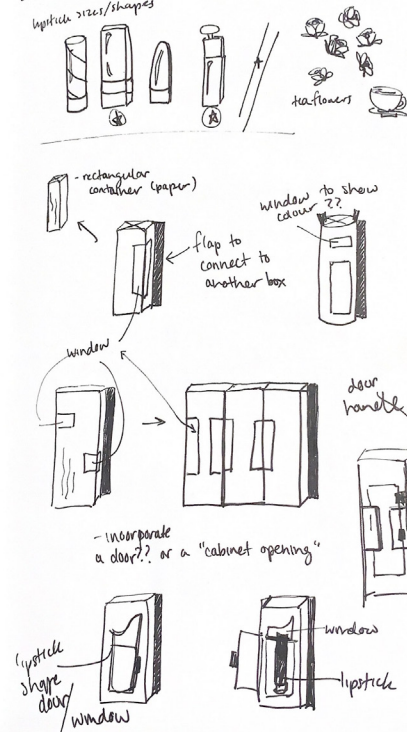 lipstick sizes/shapes
teaflowers
- rectangular
container (paper)
window to show
colour ??
flap to
connect to
another box
window
door
handle
- incorporate
a door?? or a "cabinet opening"
lipstick
shape
door/
window
window
lipstick